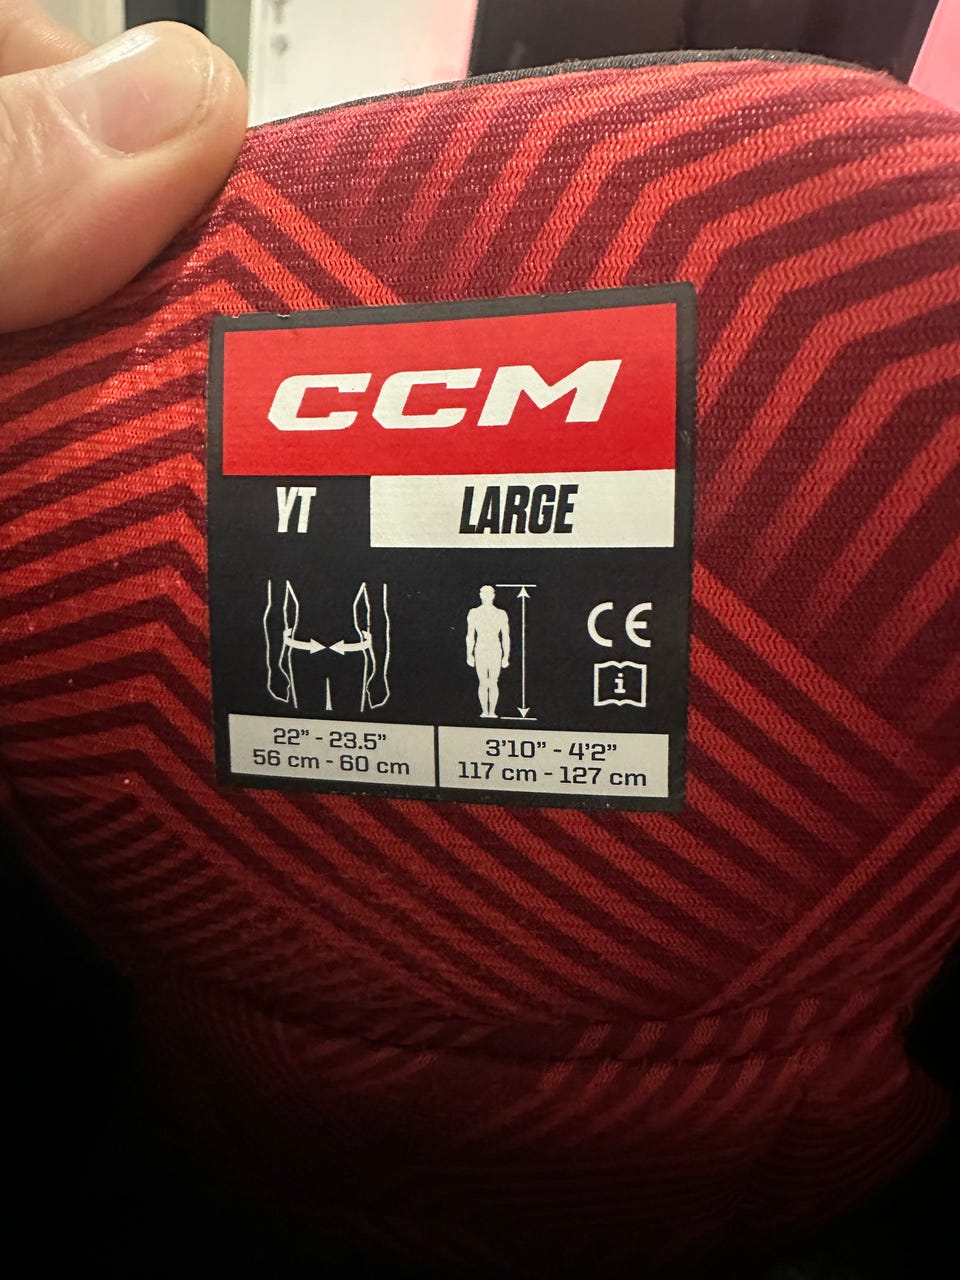 CCM
YT LARGE
CE
i
22” - 23.5”
56 cm - 60 cm
3’10” - 4’2”
117 cm - 127 cm